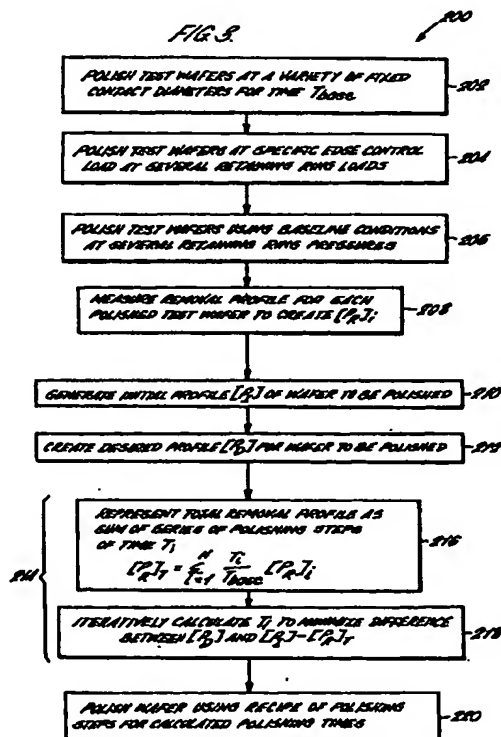 FIG 3.
200
POLISH TEST WAFERS AT A VARIETY OF FIXED
CONTACT DIAMETERS FOR TIME Tbase
202
POLISH TEST WAFERS AT SPECIFIC EDGE CONTROL
LOAD AT SEVERAL RETAINING RING LOADS
204
POLISH TEST WAFERS USING BASELINE CONDITIONS
AT SEVERAL RETAINING RING PRESSURES
206
MEASURE REMOVAL PROFILE FOR EACH
POLISHED TEST WAFER TO CREATE [PR]i
208
GENERATE INITIAL PROFILE [PI] OF WAFER TO BE POLISHED
210
CREATE DESIRED PROFILE [PD] FOR WAFER TO BE POLISHED
212
214
REPRESENT TOTAL REMOVAL PROFILE AS
SUM OF SERIES OF POLISHING STEPS
OF TIME Ti
[PR]T = Σ i=1 N Ti/Tbase [PR]i
216
ITERATIVELY CALCULATE Ti TO MINIMIZE DIFFERENCE
BETWEEN [PD] AND [PI]-[PR]T
218
POLISH WAFER USING RECIPE OF POLISHING
STEPS FOR CALCULATED POLISHING TIMES
220